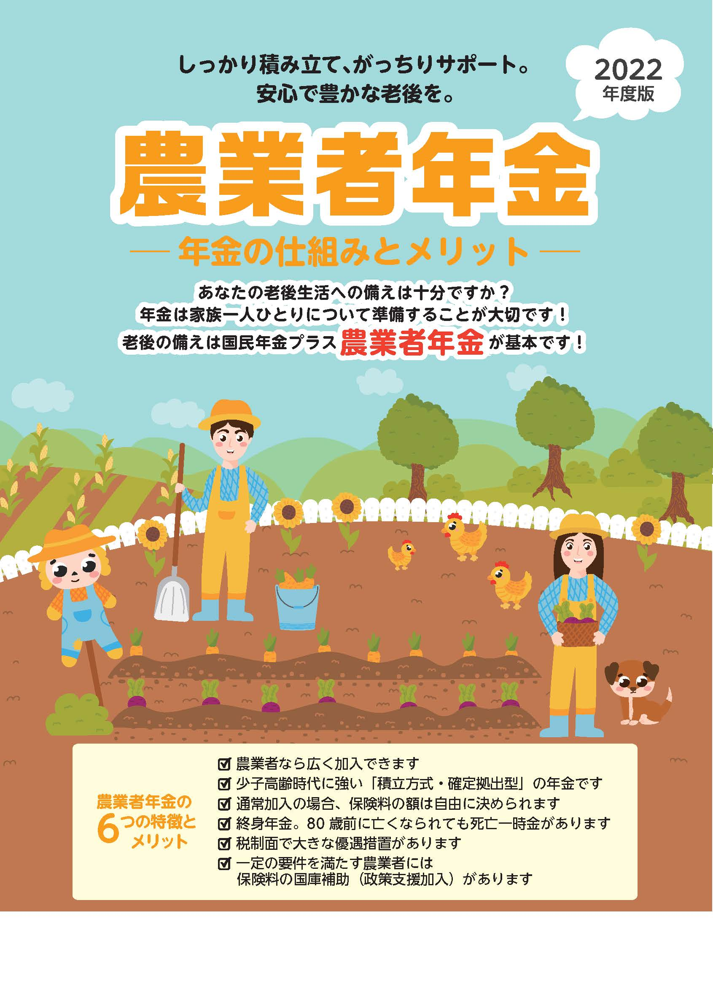 しっかり積み立て、がっちりサポート。
安心で豊かな老後を。
2022
年度版
農業者年金
年金の仕組みとメリット
あなたの老後生活への備えは十分ですか？
年金は家族一人ひとりについて準備することが大切です！
老後の備えは国民年金プラス農業者年金が基本です！
農業者年金の
6つの特徴と
メリット
農業者なら広く加入できます
少子高齢時代に強い「積立方式・確定拠出型」の年金です
通常加入の場合、保険料の額は自由に決められます
終身年金。80歳前に亡くなられても死亡一時金があります
税制面で大きな優遇措置があります
一定の要件を満たす農業者には
保険料の国庫補助（政策支援加入）があります